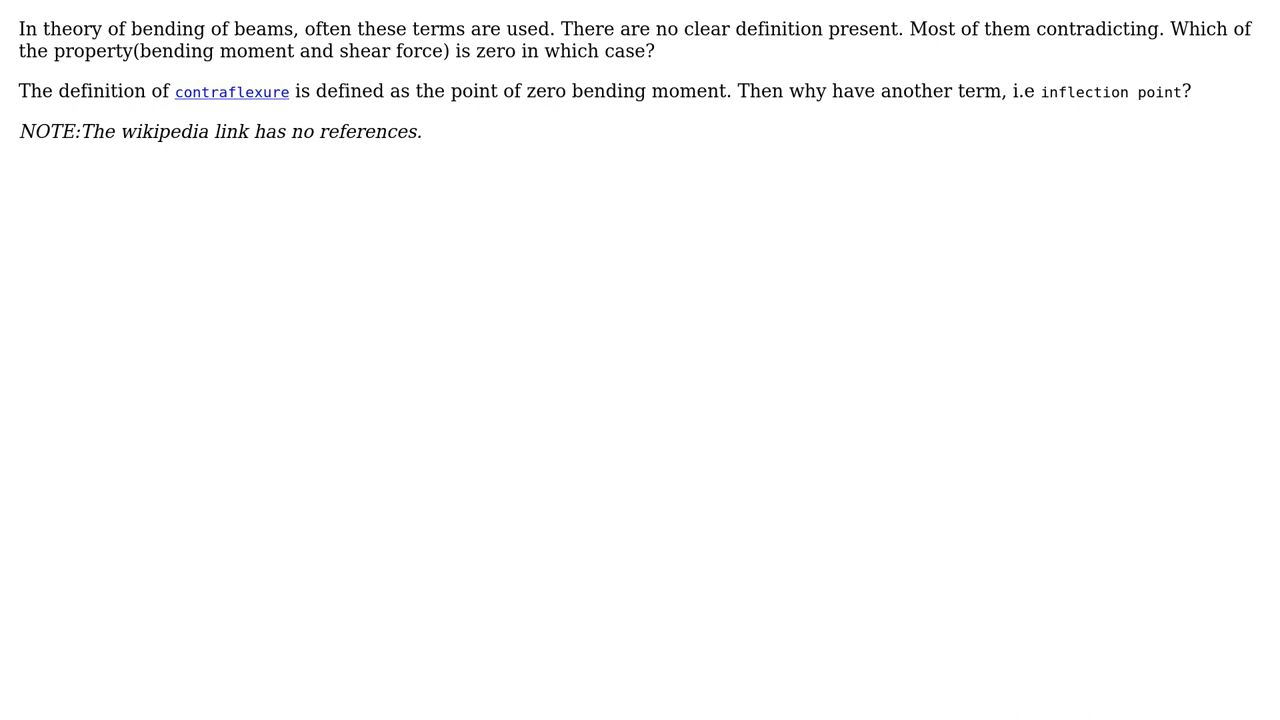 In theory of bending of beams, often these terms are used. There are no clear definition present. Most of them contradicting. Which of
the property(bending moment and shear force) is zero in which case?
The definition of contraflexure is defined as the point of zero bending moment. Then why have another term, i.e inflection point?
NOTE:The wikipedia link has no references.